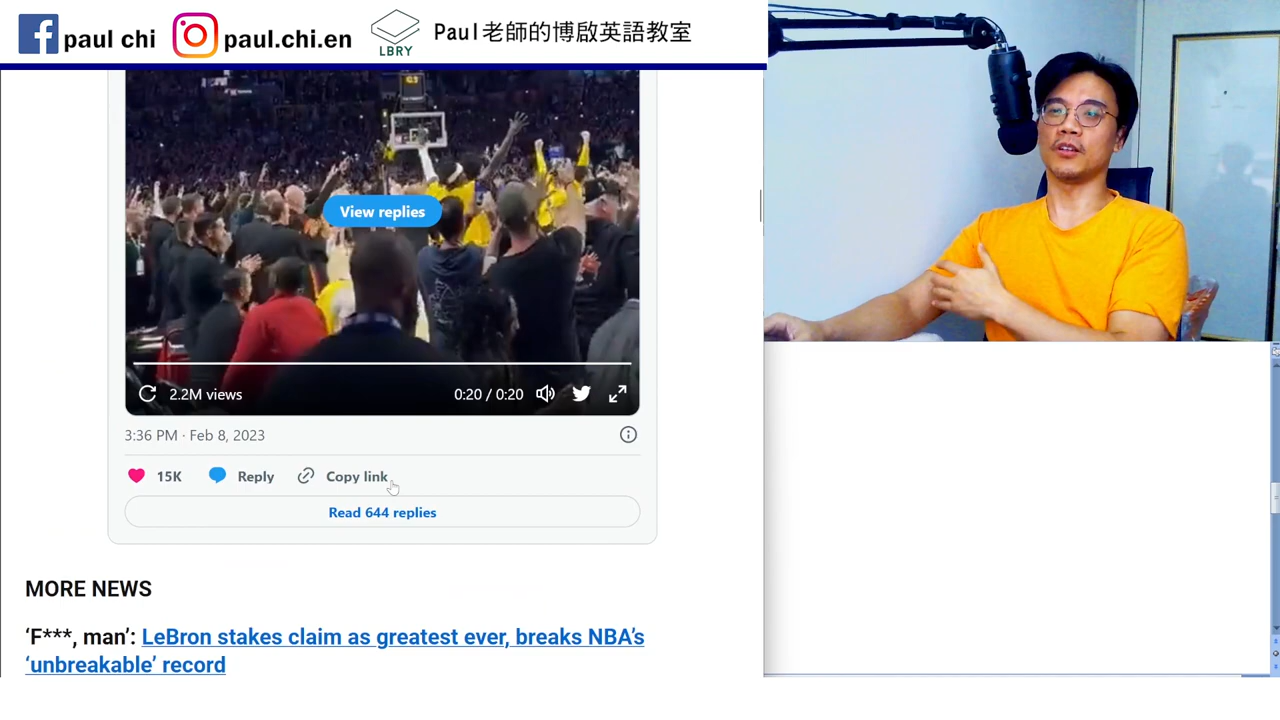 paul chi
paul.chi.en
LBRY
Paul老師的博啟英語教室
View replies
2.2M views
0:20 / 0:20
3:36 PM · Feb 8, 2023
15K
Reply
Copy link
Read 644 replies
MORE NEWS
‘F***, man’: LeBron stakes claim as greatest ever, breaks NBA’s
‘unbreakable’ record